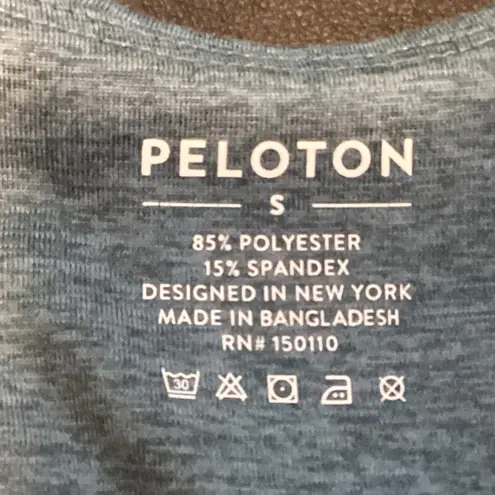 PELOTON
S
85% POLYESTER
15% SPANDEX
DESIGNED IN NEW YORK
MADE IN BANGLADESH
RN# 150110
30